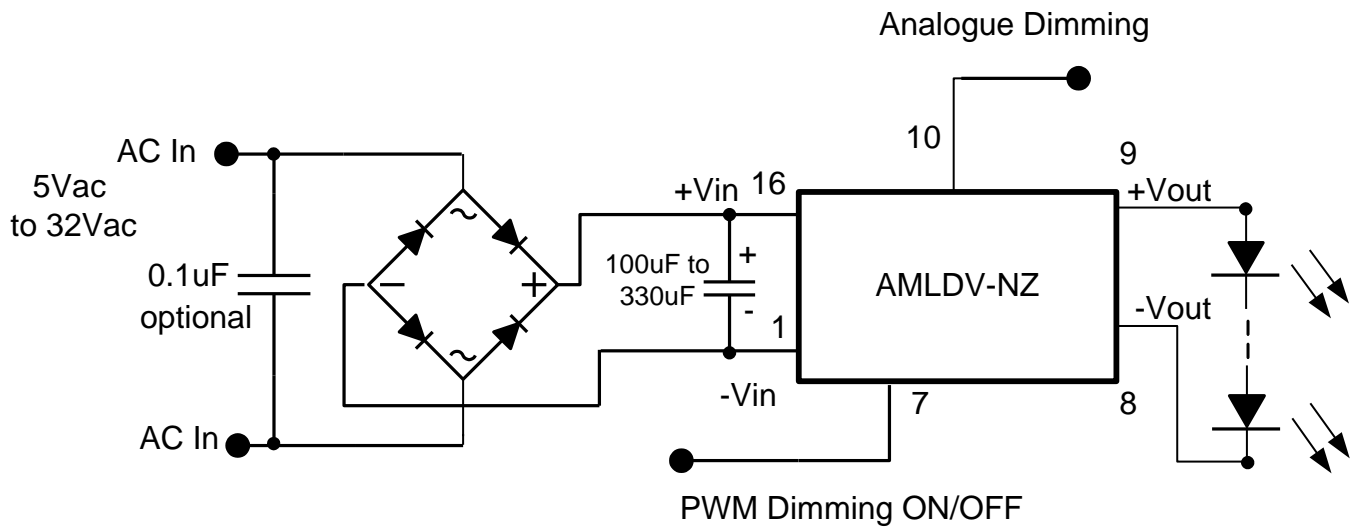 Analogue Dimming
10
9
AC In
5Vac
to 32Vac
+Vin
16
+Vout
0.1uF
optional
100uF to
330uF
+
-
AMLDV-NZ
-Vout
~
−
+
~
1
-Vin
7
8
AC In
PWM Dimming ON/OFF